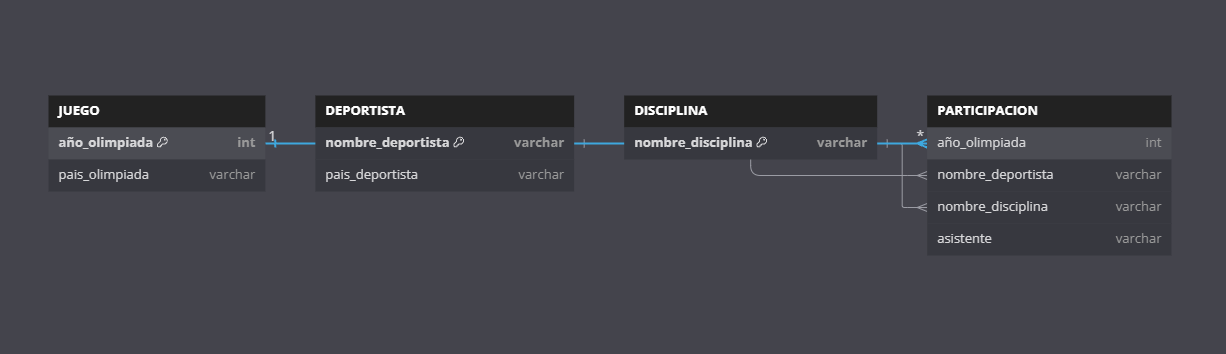 JUEGO
año_olimpiada int
pais_olimpiada varchar
1
DEPORTISTA
nombre_deportista varchar
pais_deportista varchar
DISCIPLINA
nombre_disciplina varchar
*
PARTICIPACION
año_olimpiada int
nombre_deportista varchar
nombre_disciplina varchar
asistente varchar